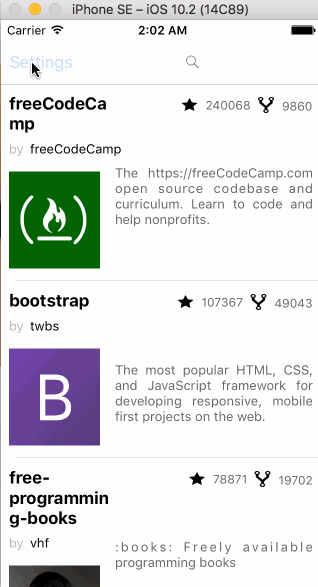 iPhone SE – iOS 10.2 (14C89)
Carrier 2:02 AM
Settings
freeCodeCa
mp
240068 9860
by freeCodeCamp
The https://freeCodeCamp.com
open source codebase and
curriculum. Learn to code and
help nonprofits.
bootstrap
107367 49043
by twbs
B
The most popular HTML, CSS,
and JavaScript framework for
developing responsive, mobile
first projects on the web.
free-
programmin
g-books
78871 19702
by vhf
:books: Freely available
programming books